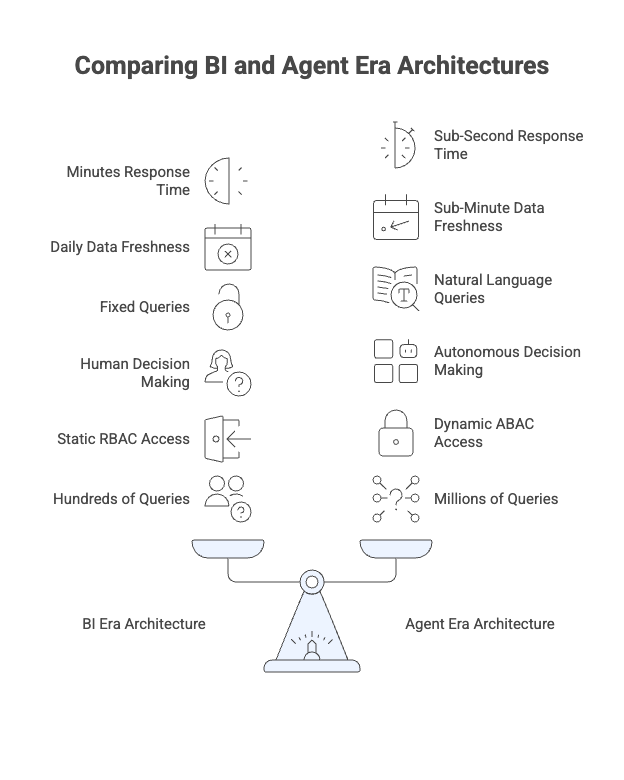 Comparing BI and Agent Era Architectures
Minutes Response
Time
Daily Data Freshness
Fixed Queries
Human Decision
Making
Static RBAC Access
Hundreds of Queries
Sub-Second Response
Time
Sub-Minute Data
Freshness
Natural Language
Queries
Autonomous Decision
Making
Dynamic ABAC
Access
Millions of Queries
BI Era Architecture
Agent Era Architecture